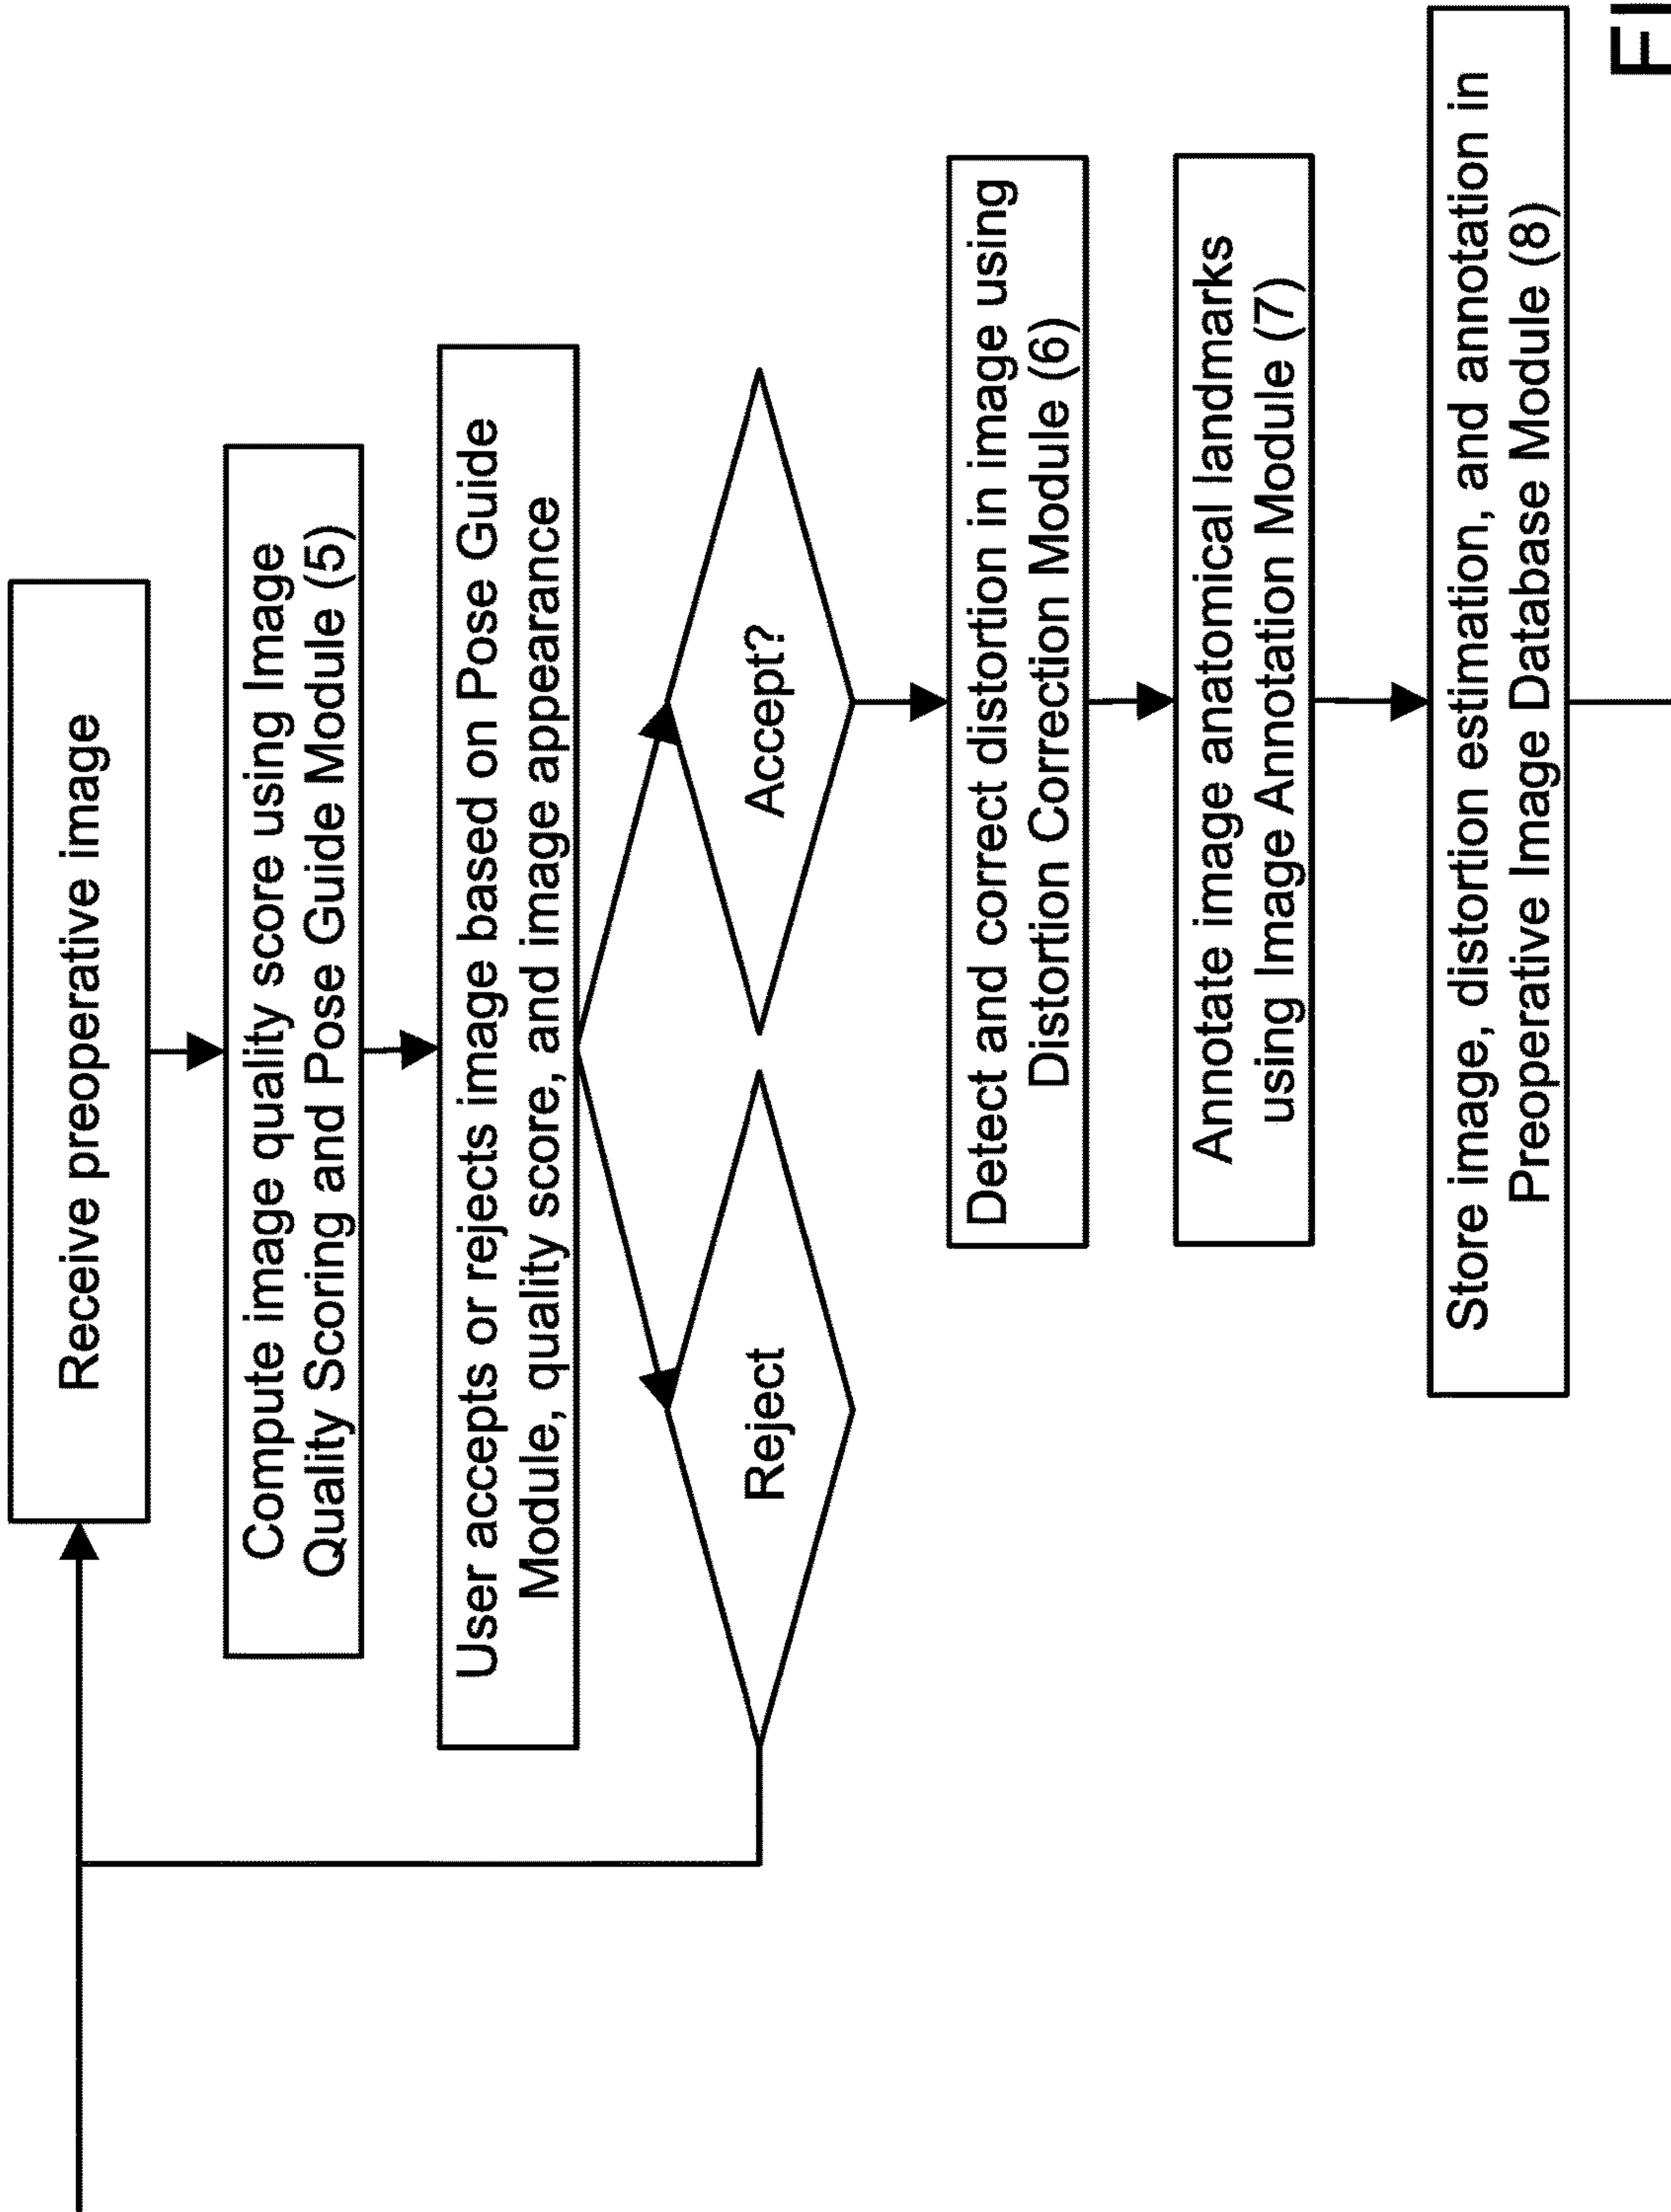 Receive preoperative image
Compute image quality score using Image
Quality Scoring and Pose Guide Module (5)
User accepts or rejects image based on Pose Guide
Module, quality score, and image appearance
Reject
Accept?
Detect and correct distortion in image using
Distortion Correction Module (6)
Annotate image anatomical landmarks
using Image Annotation Module (7)
Store image, distortion estimation, and annotation in
Preoperative Image Database Module (8)